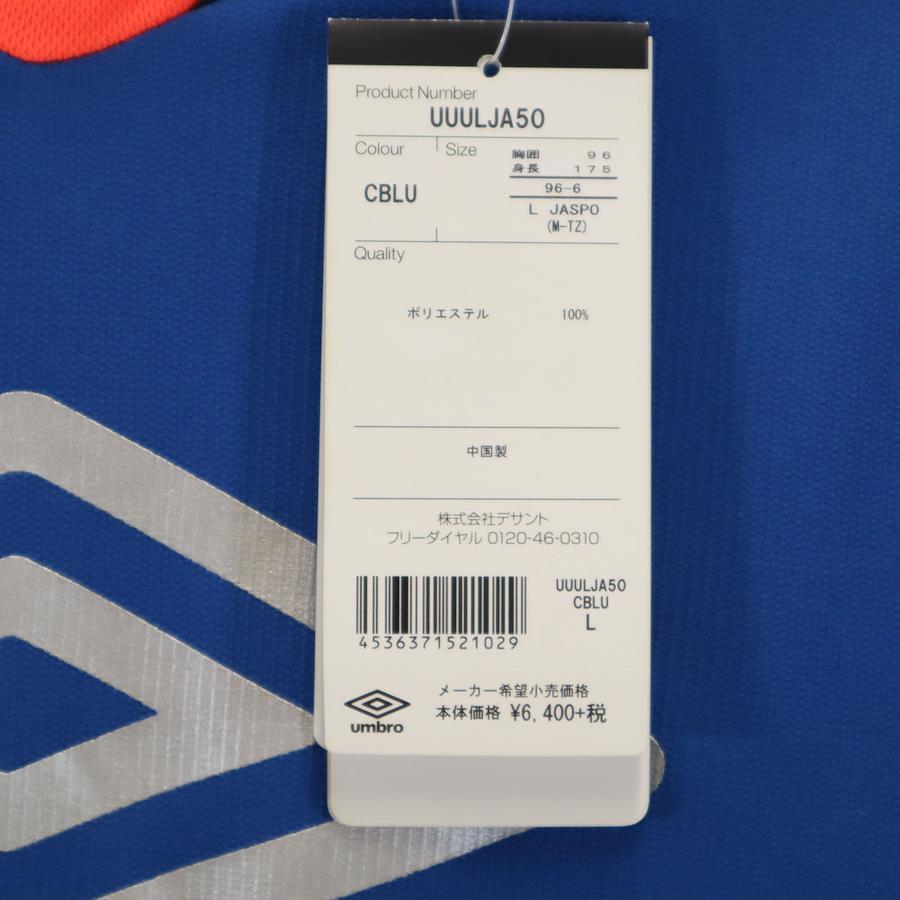 Product Number
UUULJA50
Colour
Size
胸囲 96
身長 175
CBLU
96-6
L JASPO
(M-TZ)
Quality
ポリエステル 100%
中国製
株式会社デサント
フリーダイヤル 0120-46-0310
UUULJA50
CBLU
L
4536371521029
メーカー希望小売価格
本体価格 ¥6,400+税
umbro